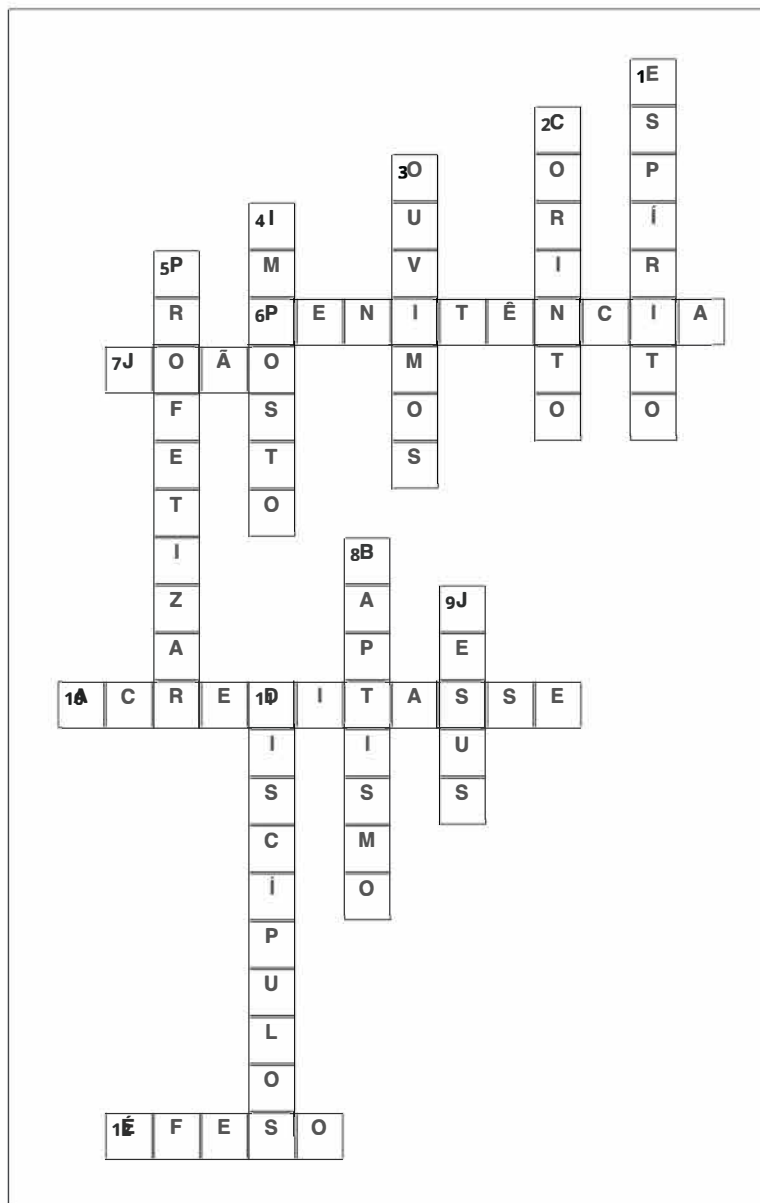 1E
2C S
3O O P
4I U R Í
5P M V I R
R 6P E N I T Ê N C I A
7J O Ã O M T T
F S O O O
E T S
T O
I 8B
Z A 9J
A P E
10A C R E 11D I T A S S E
I I U
S S S
C M
Í O
P
U
L
O
12É F E S O